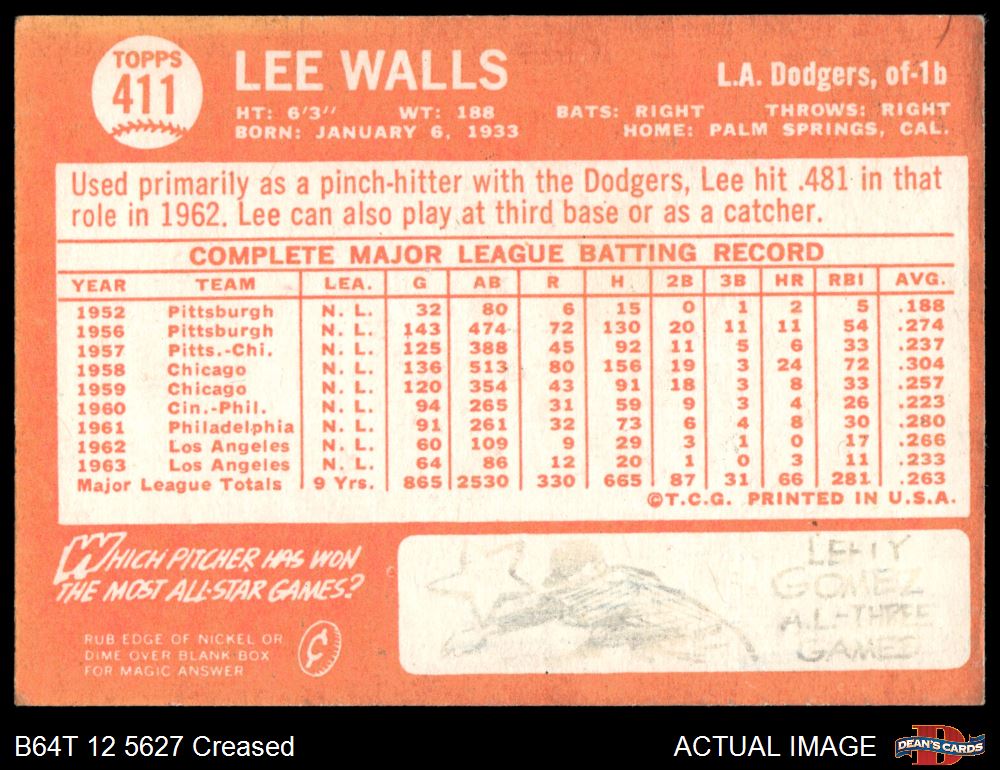 TOPPS
411
LEE WALLS
L.A. Dodgers, of-1b
HT: 6'3" WT: 188 BATS: RIGHT THROWS: RIGHT
BORN: JANUARY 6, 1933 HOME: PALM SPRINGS, CAL.
Used primarily as a pinch-hitter with the Dodgers, Lee hit .481 in that
role in 1962. Lee can also play at third base or as a catcher.
COMPLETE MAJOR LEAGUE BATTING RECORD
YEAR TEAM LEA. G AB R H 2B 3B HR RBI AVG.
1952 Pittsburgh N. L. 32 80 6 15 0 1 2 5 .188
1956 Pittsburgh N. L. 143 474 72 130 20 11 11 54 .274
1957 Pitts.-Chi. N. L. 125 388 45 92 11 5 6 33 .237
1958 Chicago N. L. 136 513 80 156 19 3 24 72 .304
1959 Chicago N. L. 120 354 43 91 18 3 8 33 .257
1960 Cin.-Phil. N. L. 94 265 31 59 9 3 4 26 .223
1961 Philadelphia N. L. 91 261 32 73 6 4 8 30 .280
1962 Los Angeles N. L. 60 109 9 29 3 1 0 17 .266
1963 Los Angeles N. L. 64 86 12 20 1 0 3 11 .233
Major League Totals 9 Yrs. 865 2530 330 665 87 31 66 281 .263
©T.C.G. PRINTED IN U.S.A.
WHICH PITCHER HAS WON
THE MOST ALL-STAR GAMES?
RUB EDGE OF NICKEL OR
DIME OVER BLANK BOX
FOR MAGIC ANSWER
¢
LEFTY
GOMEZ
A.L-THREE
GAMES
B64T 12 5627 Creased
ACTUAL IMAGE
DEAN'S CARDS